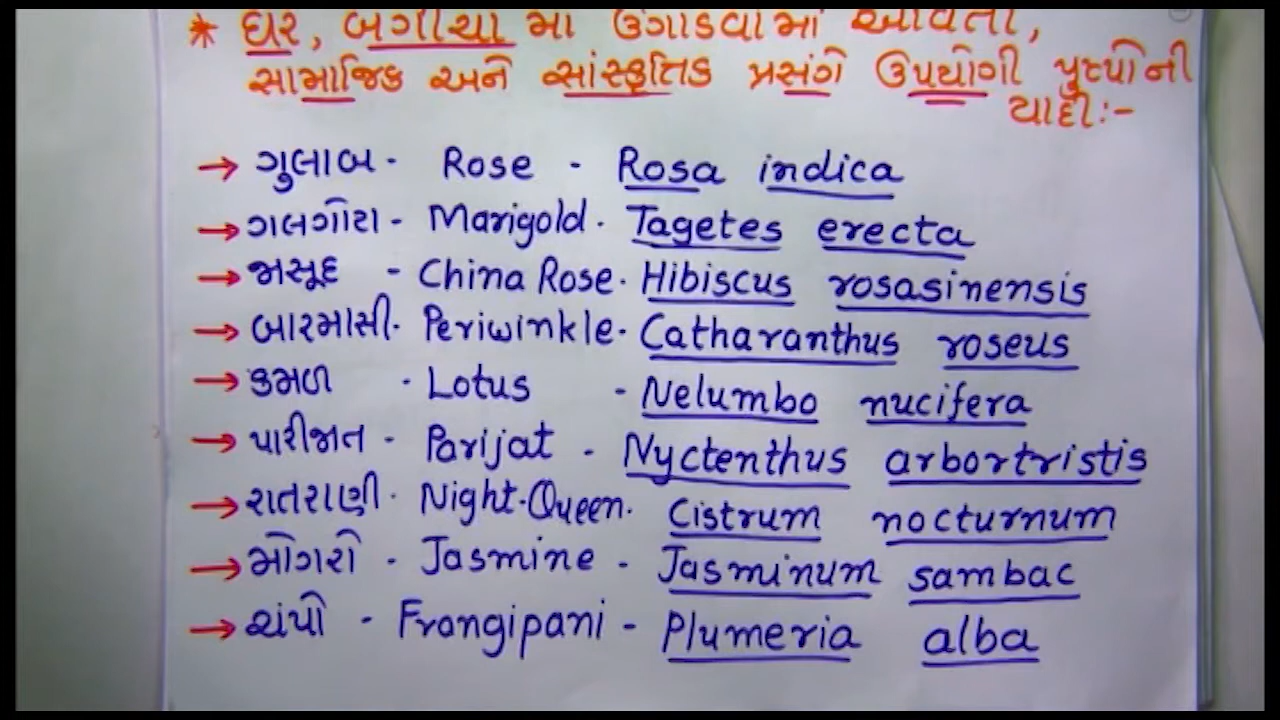 * ઘર, બગીચા માં ઉગાડવામાં આવતા,
સામાજિક અને સાંસ્કૃતિક પ્રસંગે ઉપયોગી પુષ્પોની
યાદી:-
→ ગુલાબ - Rose - Rosa indica
→ ગલગોટા - Marigold - Tagetes erecta
→ જાસૂદ - China Rose - Hibiscus rosasinensis
→ બારમાસી - Periwinkle - Catharanthus roseus
→ કમળ - Lotus - Nelumbo nucifera
→ પારીજાત - Parijat - Nyctenthus arbortristis
→ રાતરાણી - Night-Queen - Cistrum nocturnum
→ મોગરો - Jasmine - Jasminum sambac
→ ચંપો - Frangipani - Plumeria alba